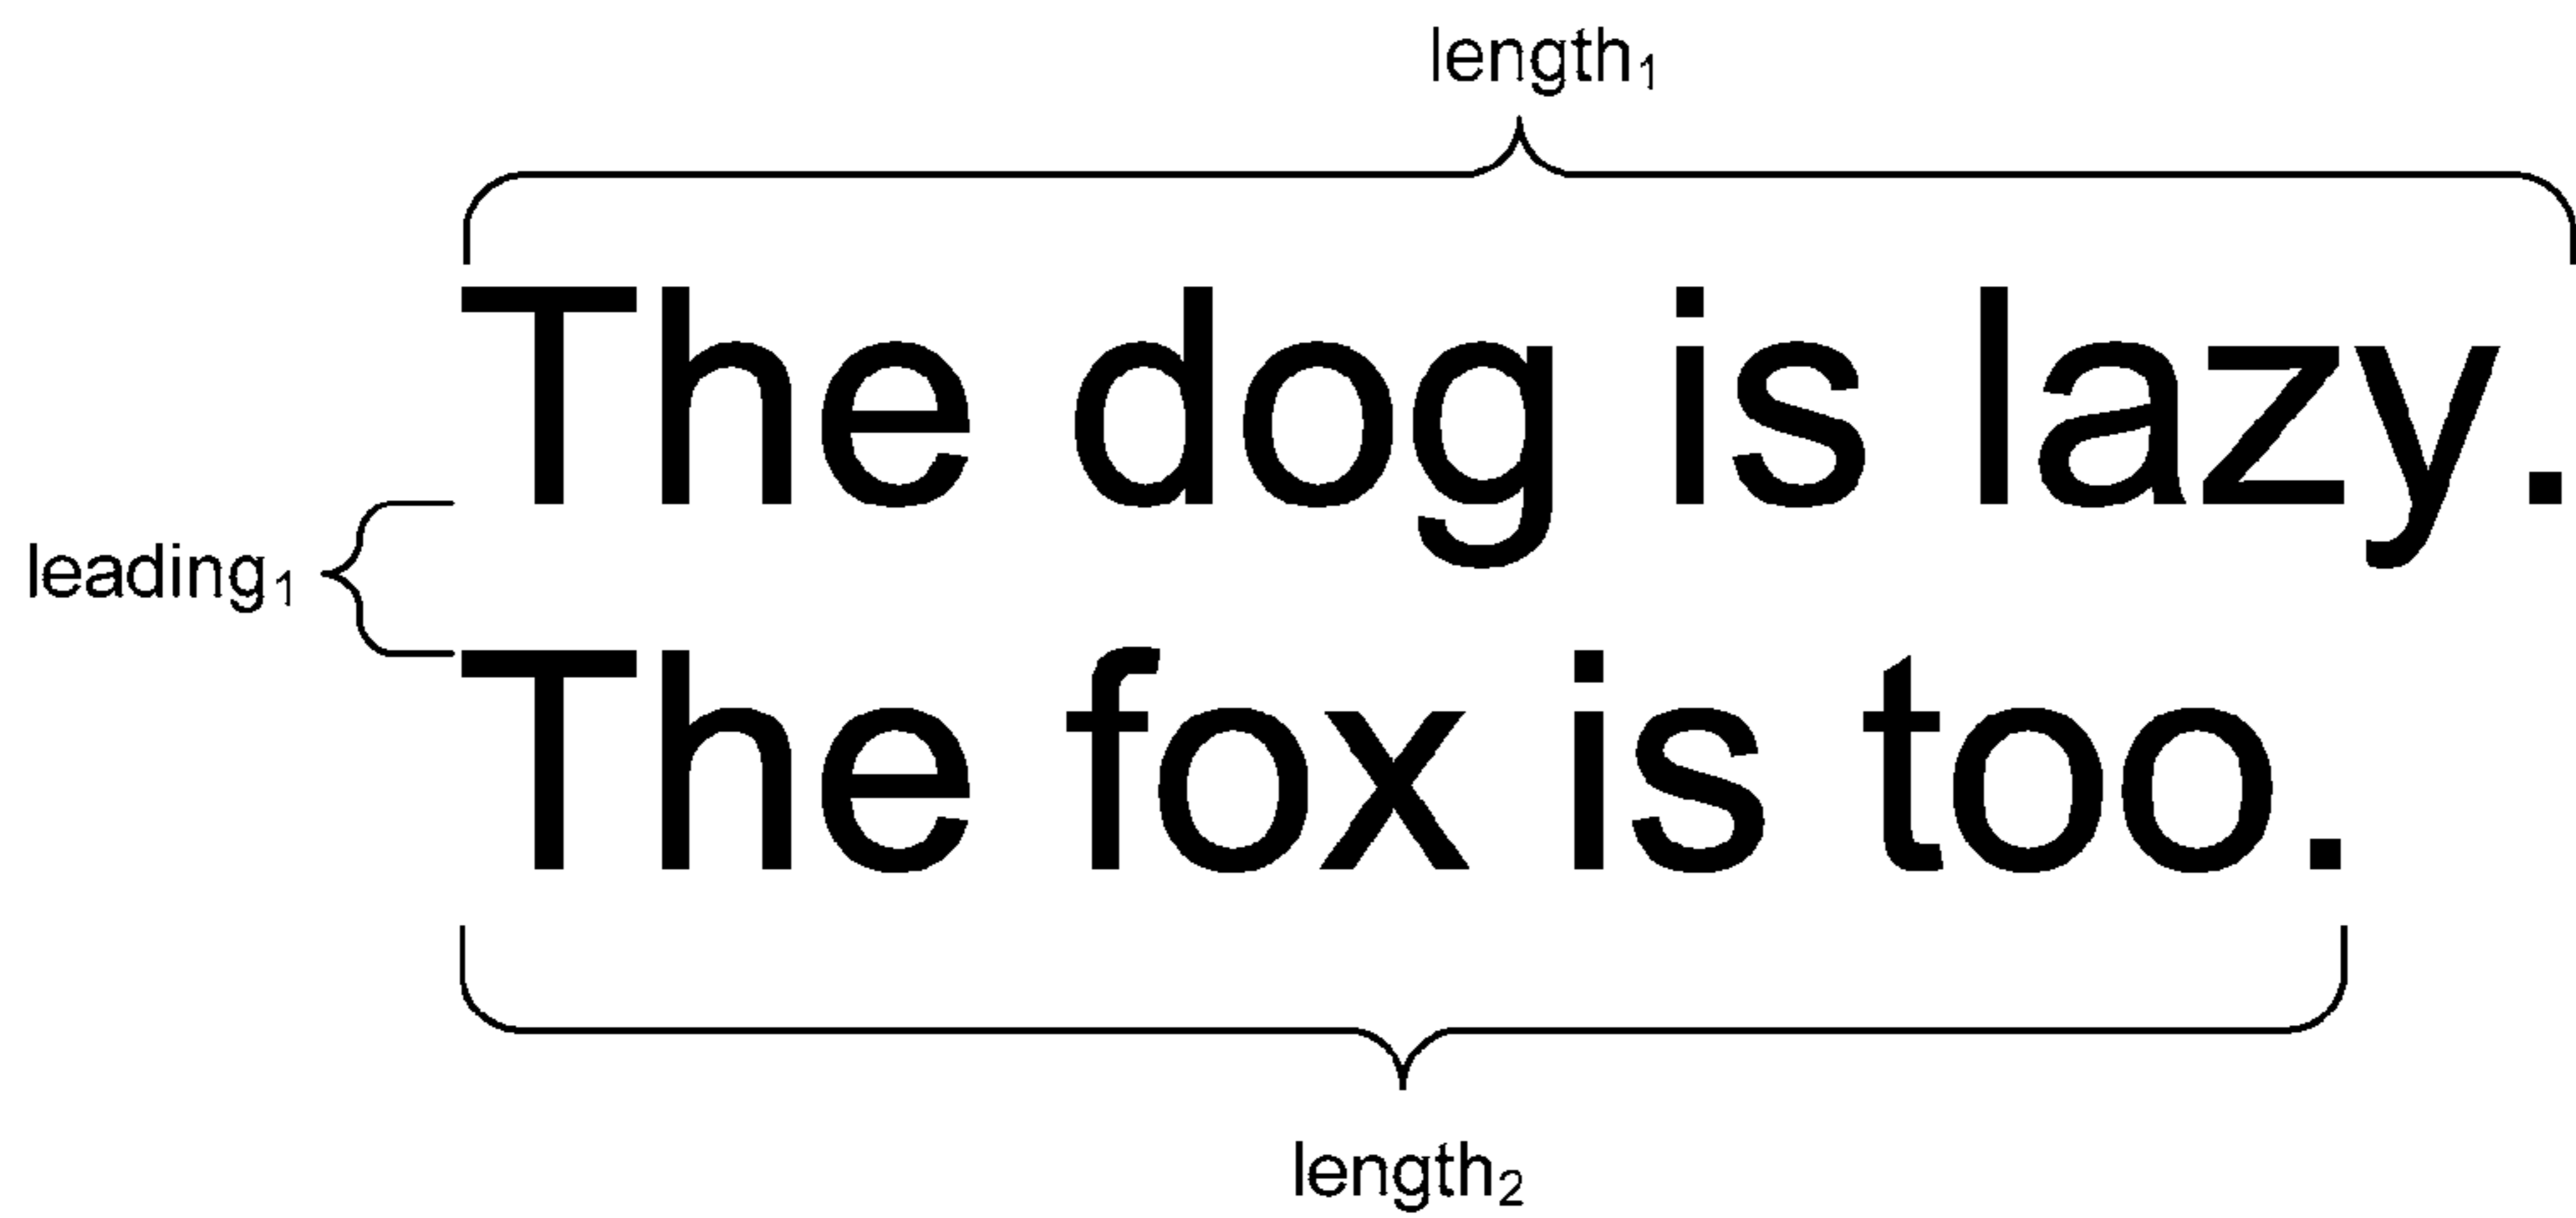 length₁
The dog is lazy.
leading₁
The fox is too.
length₂